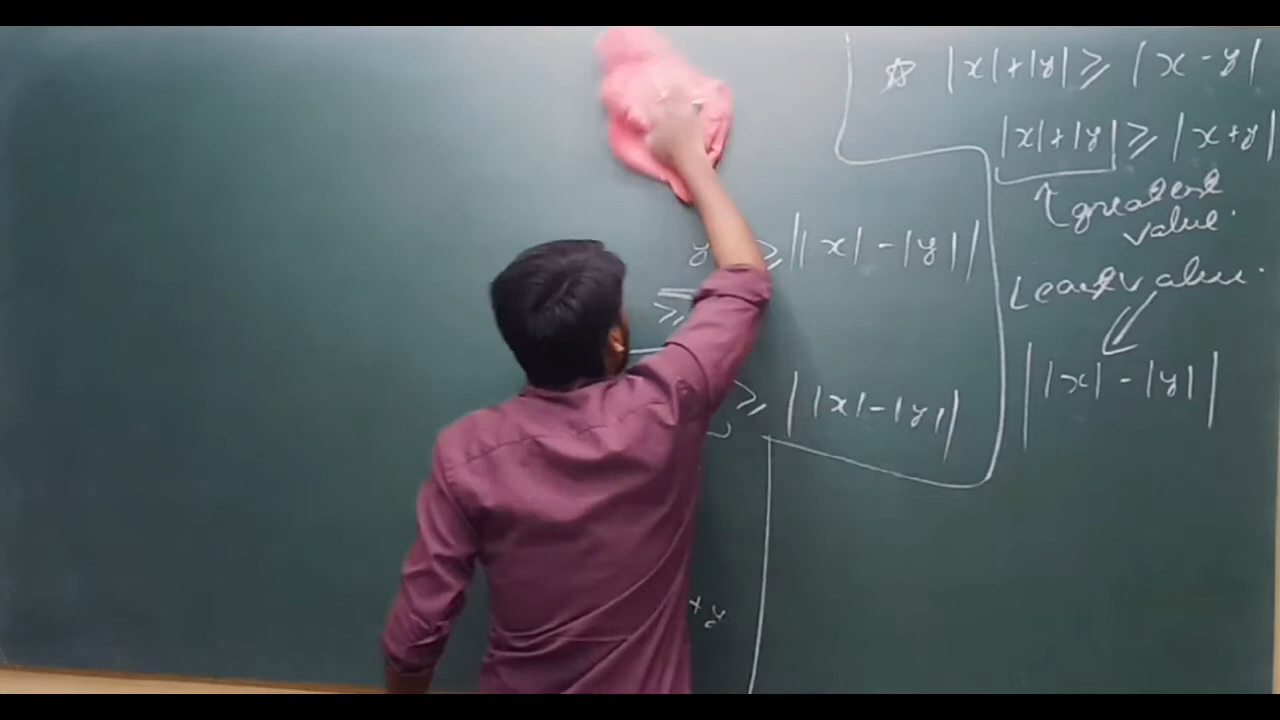 ☆ |x|+|y| ⩾ |x-y|
|x|+|y| ⩾ |x+y|
↑ greatest
value.
y ⩾ ||x|-|y||
Least value.
⩾
||x|-|y||
⩾ ||x|-|y||